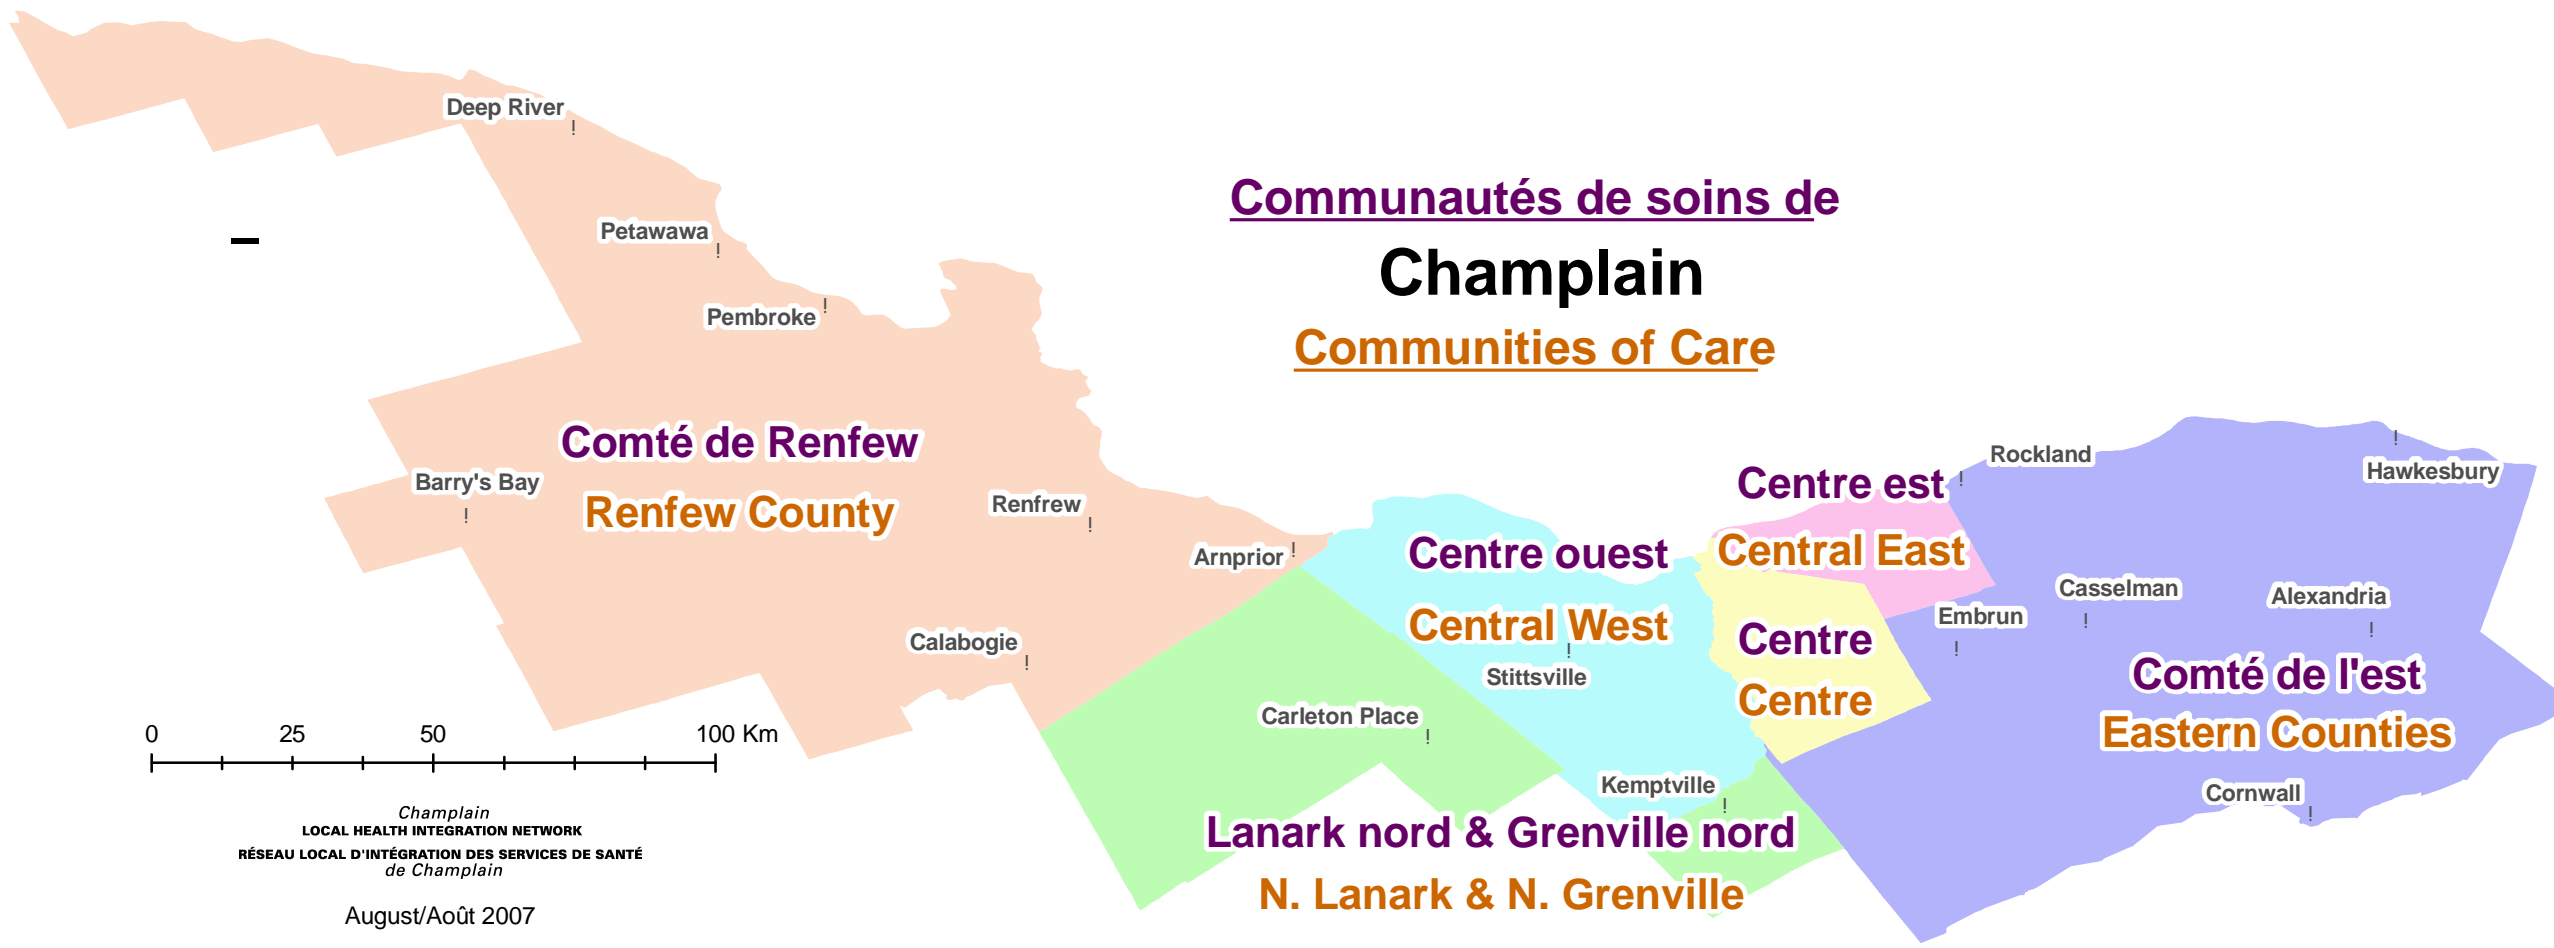 Deep River
Communautés de soins de
Petawawa
Champlain
Pembroke
Communities of Care
Comté de Renfew
Rockland
Hawkesbury
Barry's Bay
Centre est
Renfew County
Renfrew
Arnprior
Centre ouest
Central East
Casselman
Alexandria
Embrun
Central West
Centre
Calabogie
Stittsville
Comté de l'est
Centre
Carleton Place
Eastern Counties
0 25 50 100 Km
Kemptville
Cornwall
Champlain
LOCAL HEALTH INTEGRATION NETWORK
RÉSEAU LOCAL D'INTÉGRATION DES SERVICES DE SANTÉ
de Champlain
Lanark nord & Grenville nord
N. Lanark & N. Grenville
August/Août 2007